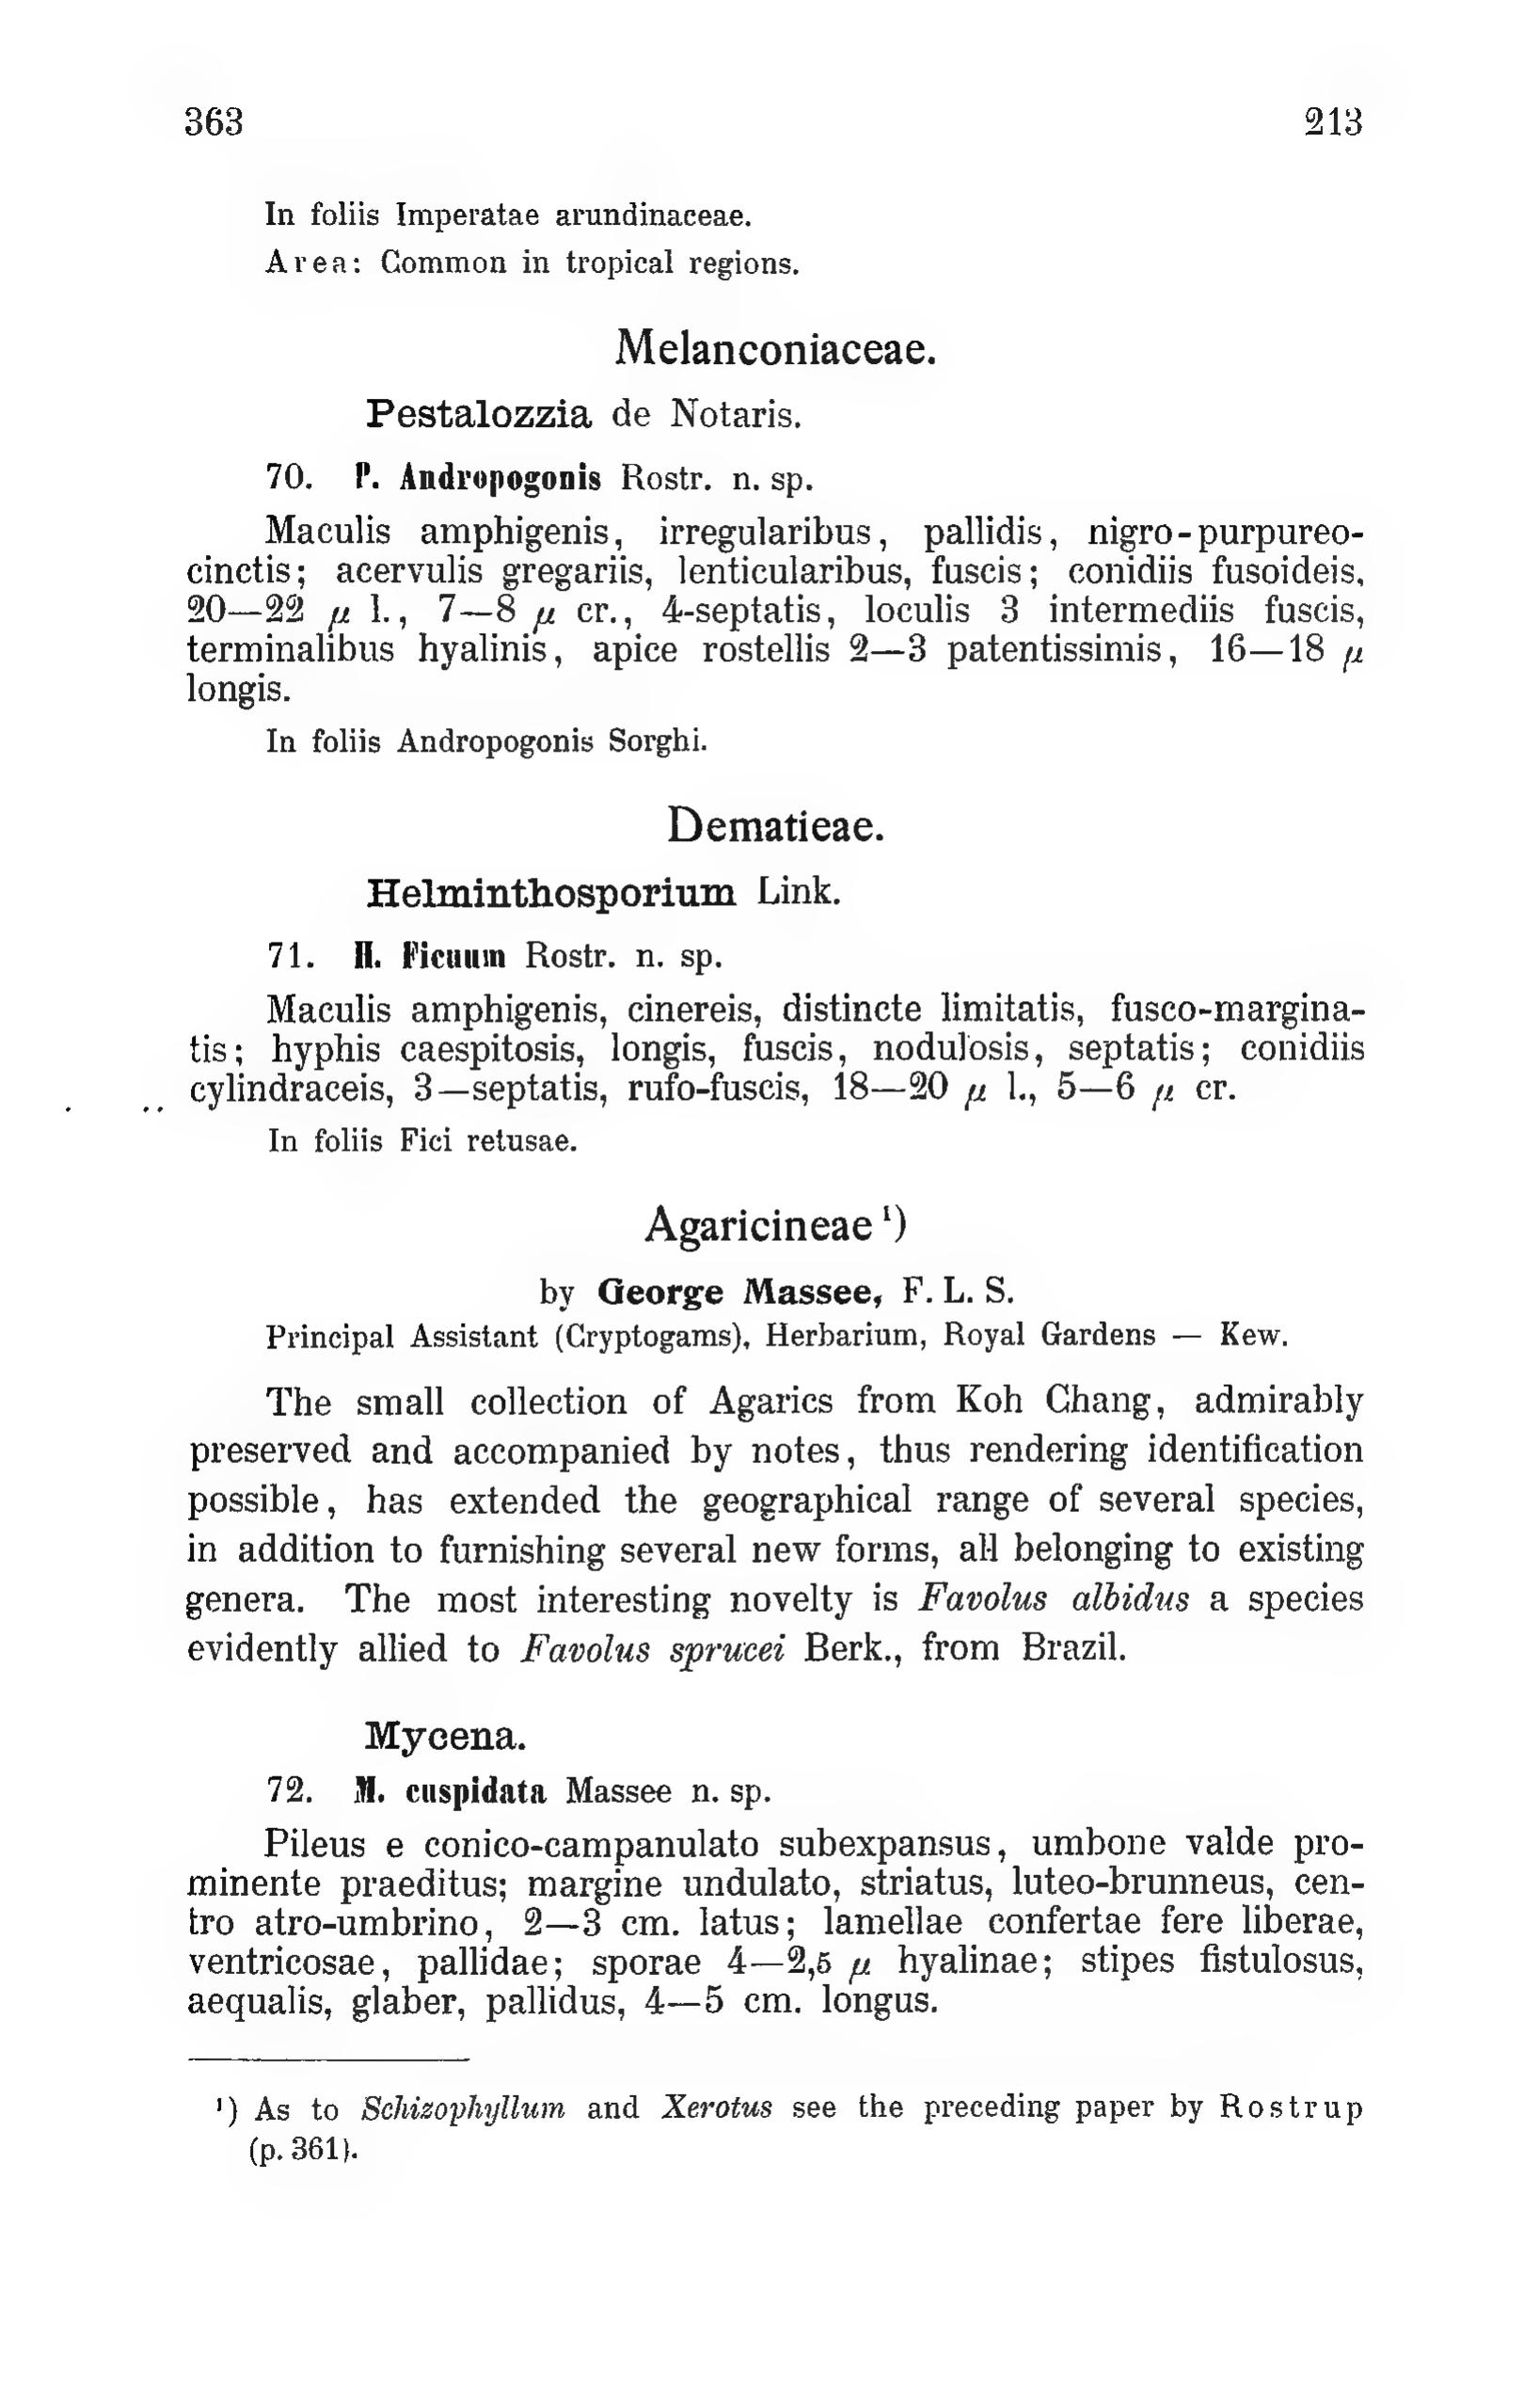 363 213
In foliis Imperatae arundinaceae.
Area: Common in tropical regions.
Melanconiaceae.
Pestalozzia de Notaris.
70. P. Andropogonis Rostr. n. sp.
Maculis amphigenis, irregularibus, pallidis, nigro-purpureo-
cinctis; acervulis gregariis, lenticularibus, fuscis; conidiis fusoideis,
20—22 µ l., 7—8 µ cr., 4-septatis, loculis 3 intermediis fuscis,
terminalibus hyalinis, apice rostellis 2—3 patentissimis, 16—18 µ
longis.
In foliis Andropogonis Sorghi.
Dematieae.
Helminthosporium Link.
71. H. Ficuum Rostr. n. sp.
Maculis amphigenis, cinereis, distincte limitatis, fusco-margina-
tis; hyphis caespitosis, longis, fuscis, nodulosis, septatis; conidiis
cylindraceis, 3—septatis, rufo-fuscis, 18—20 µ l., 5—6 µ cr.
In foliis Fici retusae.
Agaricineae ¹)
by George Massee, F. L. S.
Principal Assistant (Cryptogams), Herbarium, Royal Gardens — Kew.
The small collection of Agarics from Koh Chang, admirably
preserved and accompanied by notes, thus rendering identification
possible, has extended the geographical range of several species,
in addition to furnishing several new forms, all belonging to existing
genera. The most interesting novelty is Favolus albidus a species
evidently allied to Favolus sprucei Berk., from Brazil.
Mycena.
72. M. cuspidata Massee n. sp.
Pileus e conico-campanulato subexpansus, umbone valde pro-
minente praeditus; margine undulato, striatus, luteo-brunneus, cen-
tro atro-umbrino, 2—3 cm. latus; lamellae confertae fere liberae,
ventricosae, pallidae; sporae 4—2,5 µ hyalinae; stipes fistulosus,
aequalis, glaber, pallidus, 4—5 cm. longus.
¹) As to Schizophyllum and Xerotus see the preceding paper by Rostrup
(p. 361).